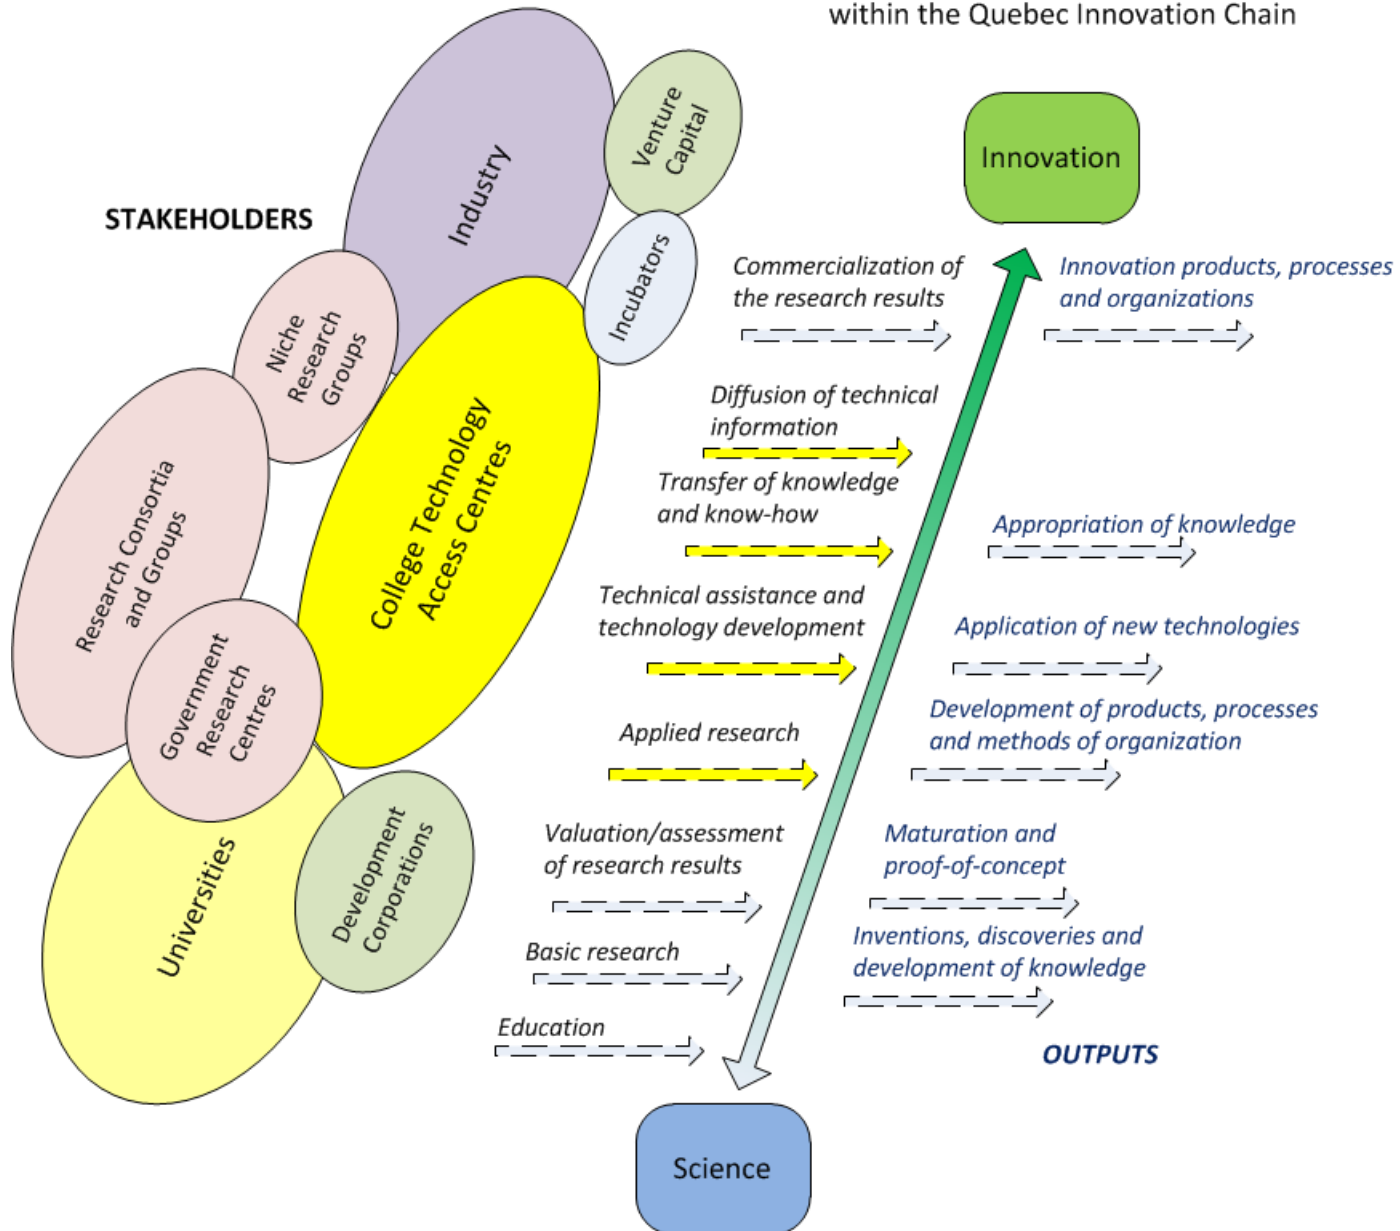 within the Quebec Innovation Chain
STAKEHOLDERS
Industry
Venture
Capital
Incubators
Niche
Research
Groups
Research Consortia
and Groups
College Technology
Access Centres
Government
Research
Centres
Universities
Development
Corporations
Innovation
Commercialization of
the research results
Innovation products, processes
and organizations
Diffusion of technical
information
Transfer of knowledge
and know-how
Appropriation of knowledge
Technical assistance and
technology development
Application of new technologies
Applied research
Development of products, processes
and methods of organization
Valuation/assessment
of research results
Maturation and
proof-of-concept
Basic research
Inventions, discoveries and
development of knowledge
Education
OUTPUTS
Science